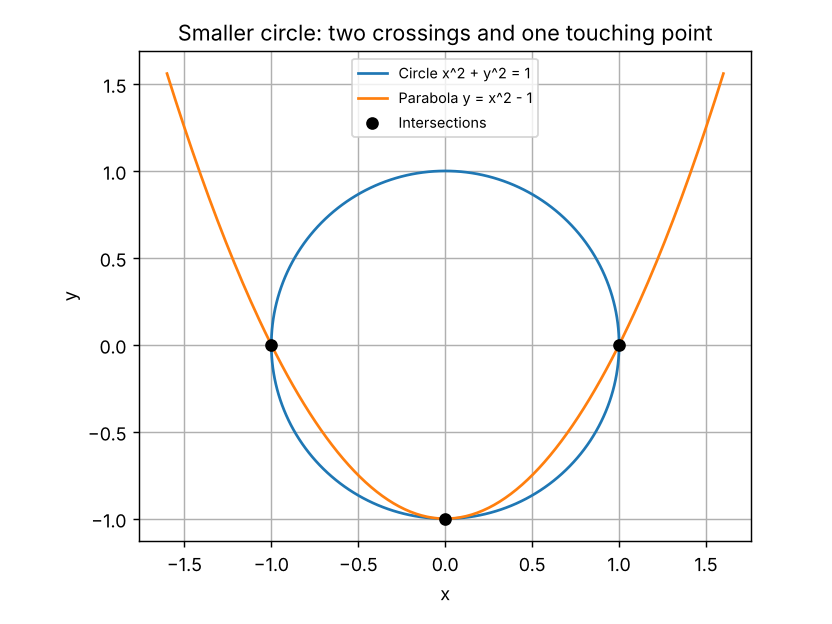 Smaller circle: two crossings and one touching point
Circle x^2 + y^2 = 1
Parabola y = x^2 - 1
Intersections
1.5
1.0
0.5
0.0
−0.5
−1.0
y
−1.5 −1.0 −0.5 0.0 0.5 1.0 1.5
x